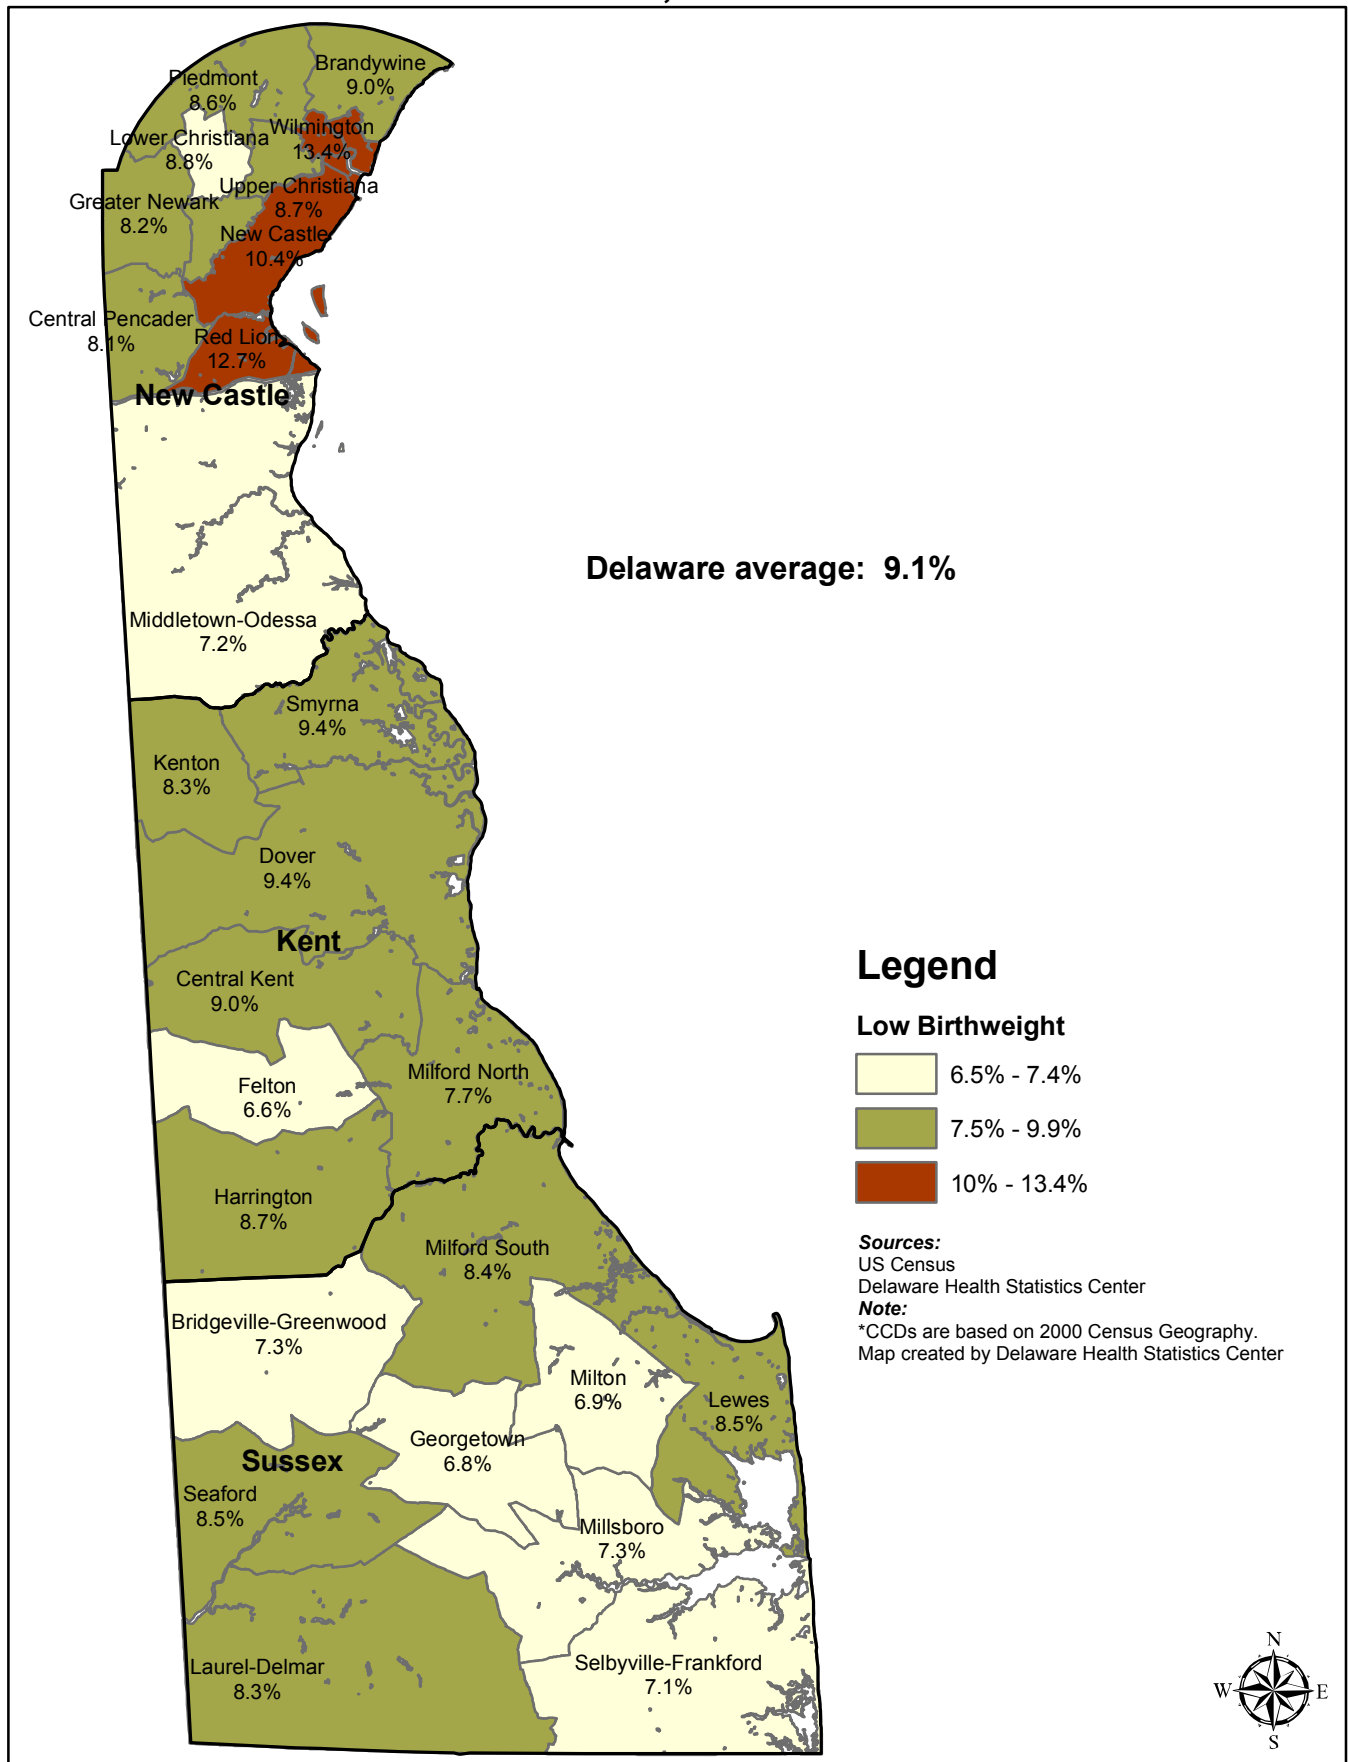 Brandywine
9.0%
Piedmont
8.6%
Wilmington
13.4%
Lower Christiana
8.8%
Upper Christiana
8.7%
Greater Newark
8.2%
New Castle
10.4%
Central Pencader
8.1%
Red Lion
12.7%
New Castle
Delaware average:  9.1%
Middletown-Odessa
7.2%
Smyrna
9.4%
Kenton
8.3%
Dover
9.4%
Kent
Central Kent
9.0%
Felton
6.6%
Milford North
7.7%
Harrington
8.7%
Milford South
8.4%
Bridgeville-Greenwood
7.3%
Milton
6.9%
Lewes
8.5%
Georgetown
6.8%
Sussex
Seaford
8.5%
Millsboro
7.3%
Laurel-Delmar
8.3%
Selbyville-Frankford
7.1%
Legend
Low Birthweight
6.5% - 7.4%
7.5% - 9.9%
10% - 13.4%
Sources:
US Census
Delaware Health Statistics Center
Note:
*CCDs are based on 2000 Census Geography.
Map created by Delaware Health Statistics Center
N
W E
S